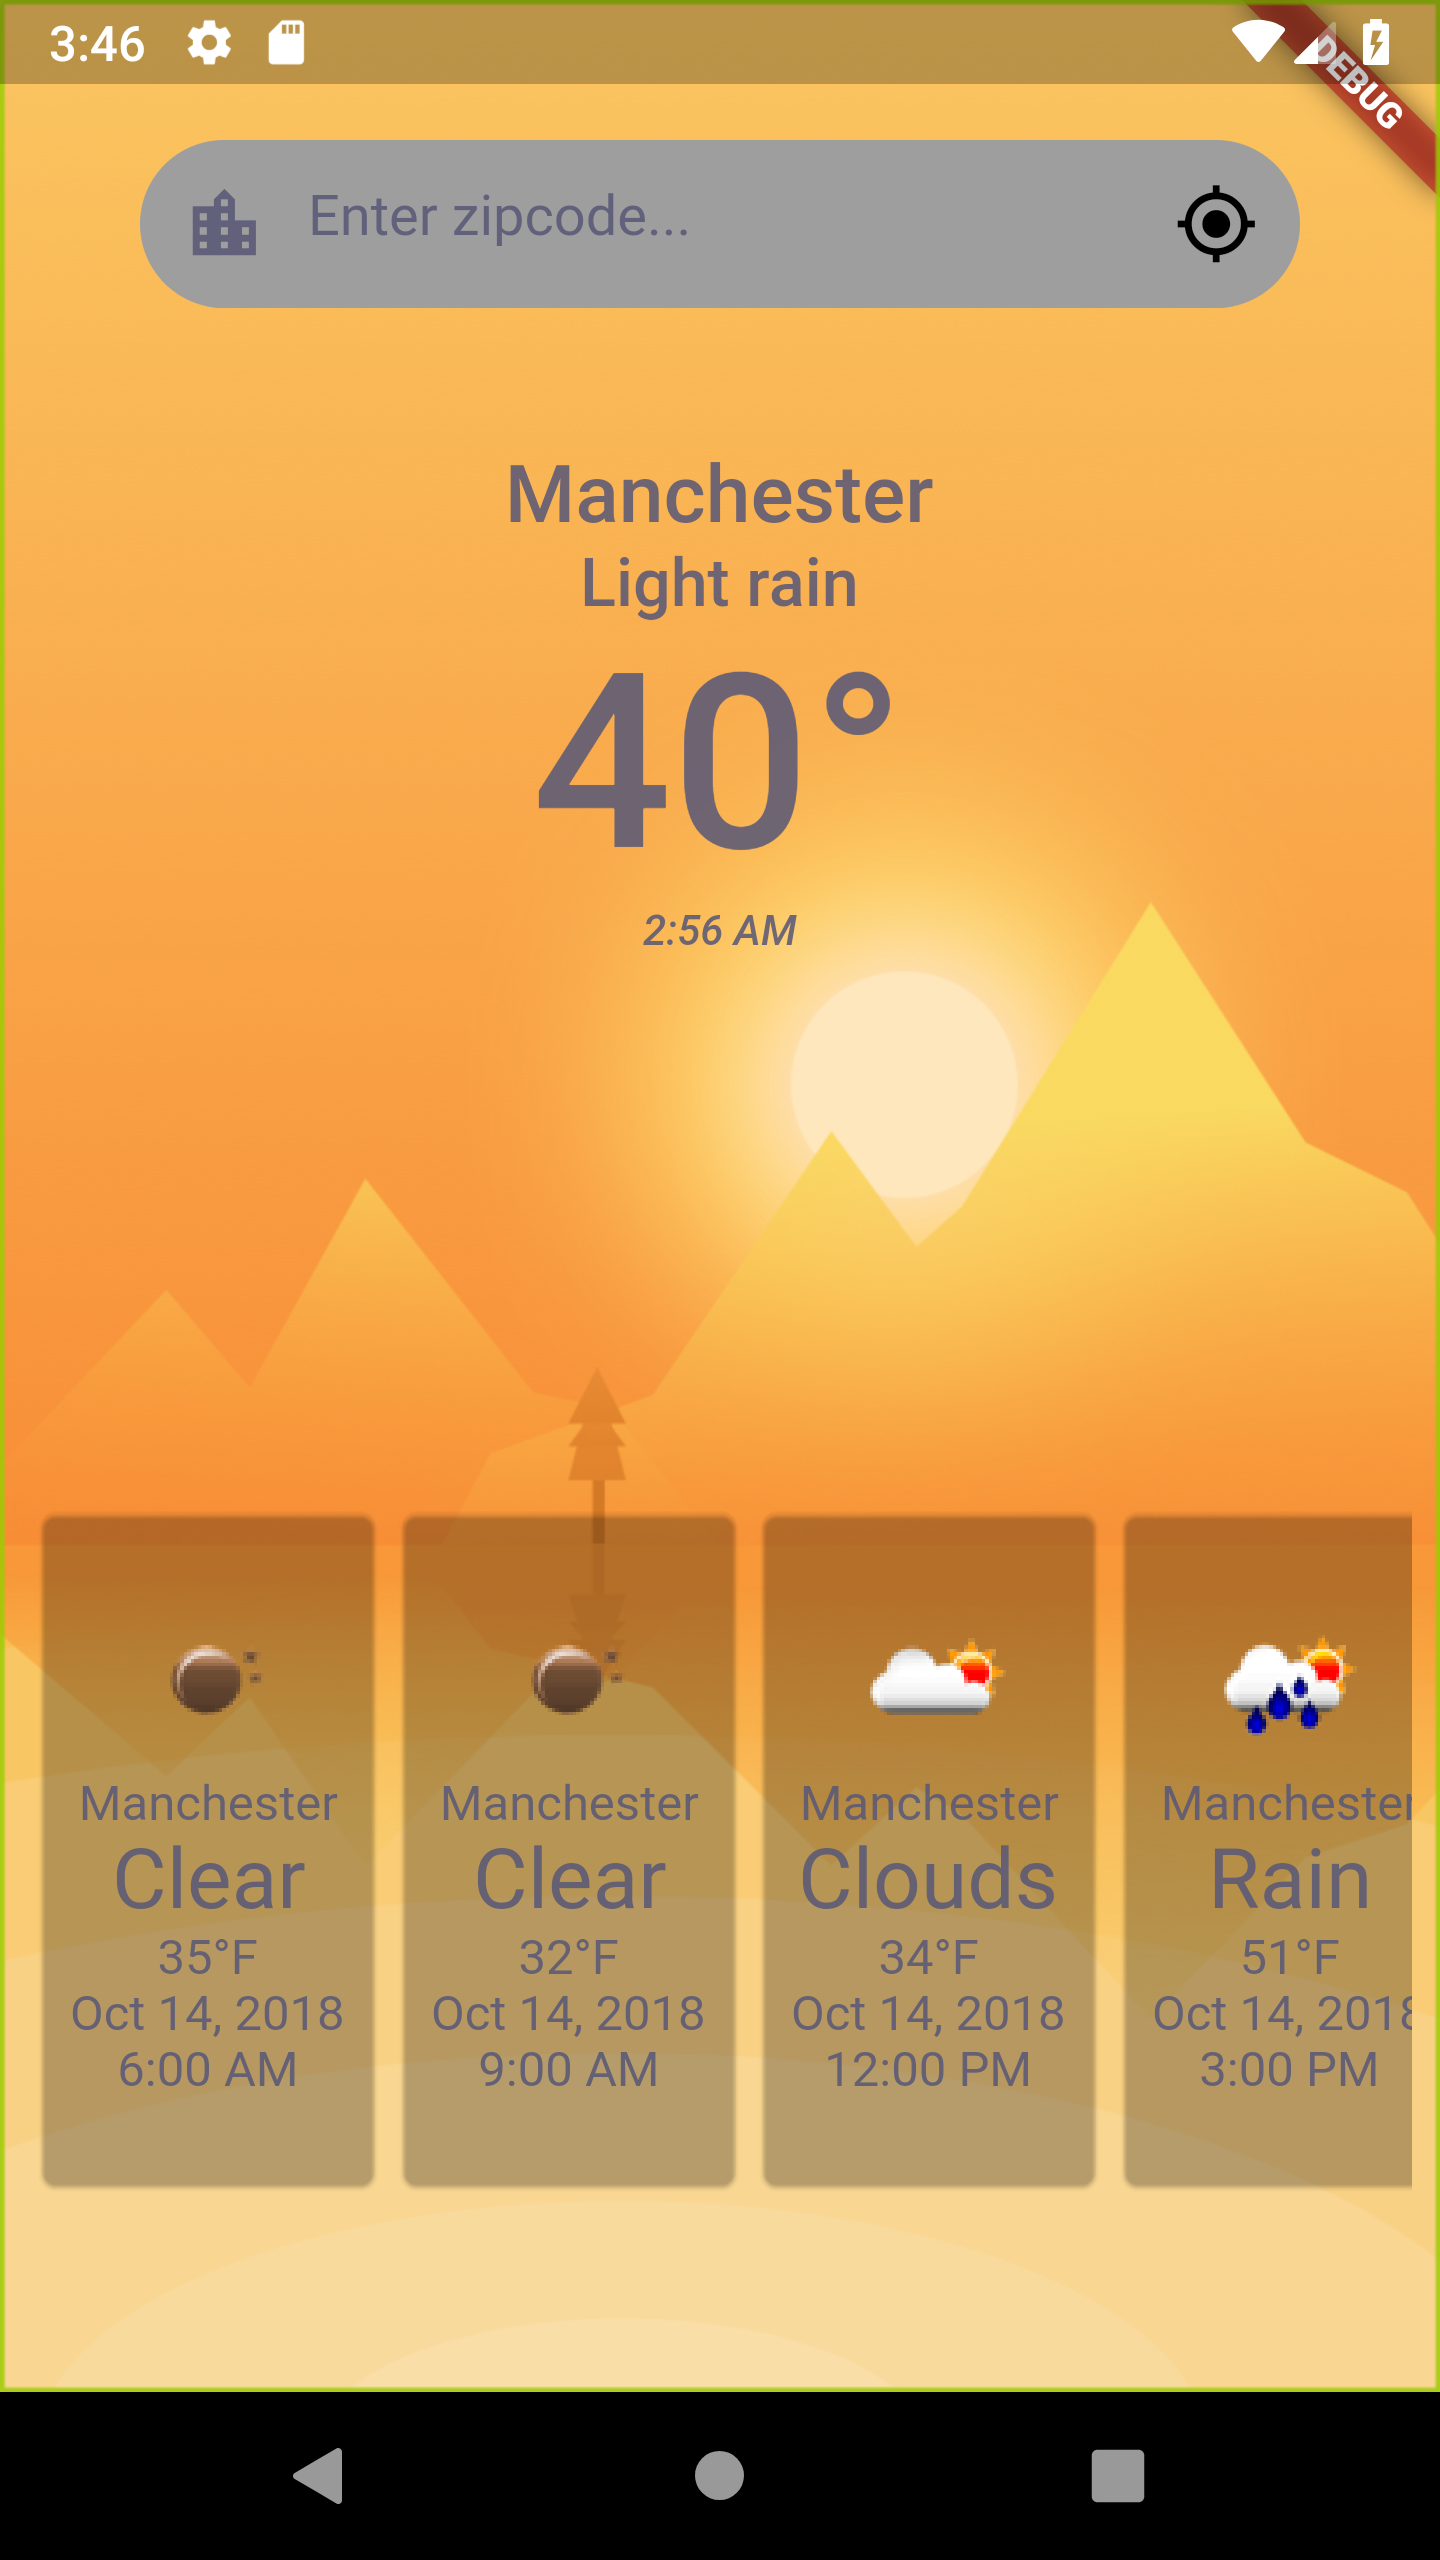 3:46
DEBUG
Enter zipcode...
Manchester
Light rain
40°
2:56 AM
Manchester
Clear
35°F
Oct 14, 2018
6:00 AM
Manchester
Clear
32°F
Oct 14, 2018
9:00 AM
Manchester
Clouds
34°F
Oct 14, 2018
12:00 PM
Manchester
Rain
51°F
Oct 14, 2018
3:00 PM